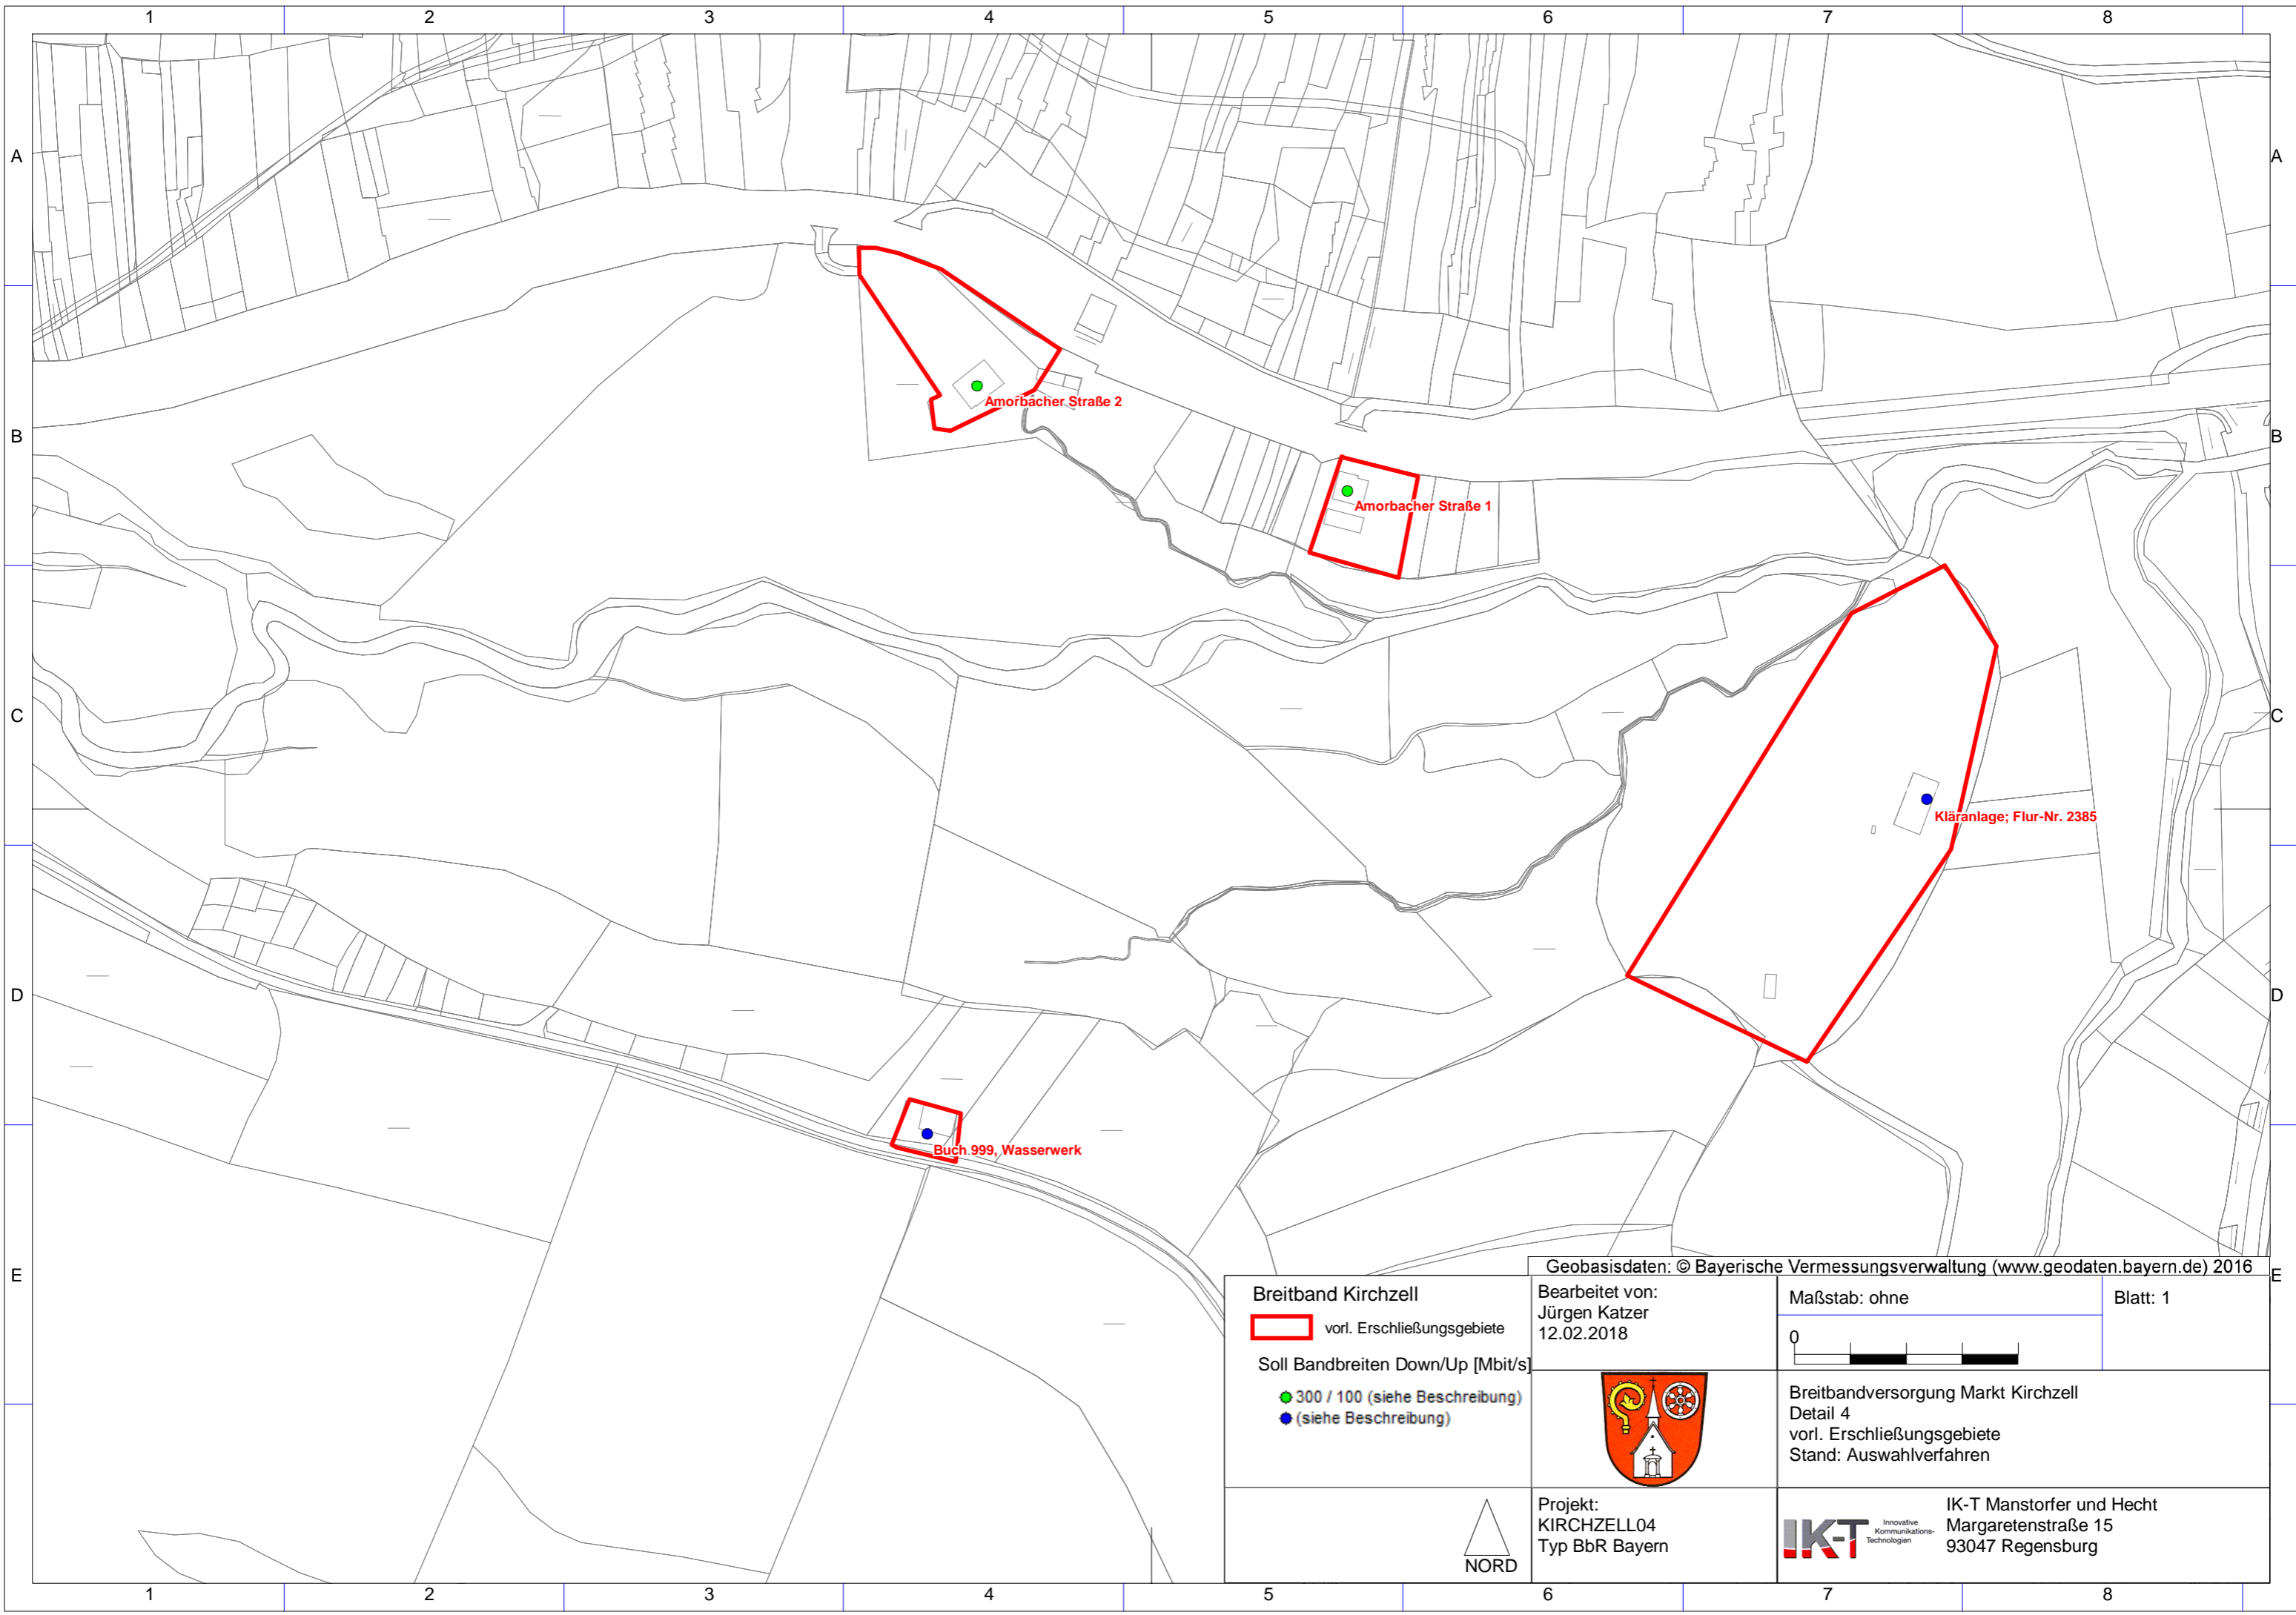 1 2 3 4 5 6 7 8
A A
Amorbacher Straße 2
B B
Amorbacher Straße 1
C C
Kläranlage; Flur-Nr. 2385
D D
Buch 999, Wasserwerk
E E
Geobasisdaten: © Bayerische Vermessungsverwaltung (www.geodaten.bayern.de) 2016
Breitband Kirchzell
vorl. Erschließungsgebiete
Soll Bandbreiten Down/Up [Mbit/s]
300 / 100 (siehe Beschreibung)
(siehe Beschreibung)
NORD
Bearbeitet von:
Jürgen Katzer
12.02.2018
Projekt:
KIRCHZELL04
Typ BbR Bayern
Maßstab: ohne
0
Blatt: 1
Breitbandversorgung Markt Kirchzell
Detail 4
vorl. Erschließungsgebiete
Stand: Auswahlverfahren
IK-T
Innovative
Kommunikations-
Technologien
IK-T Manstorfer und Hecht
Margaretenstraße 15
93047 Regensburg
1 2 3 4 5 6 7 8